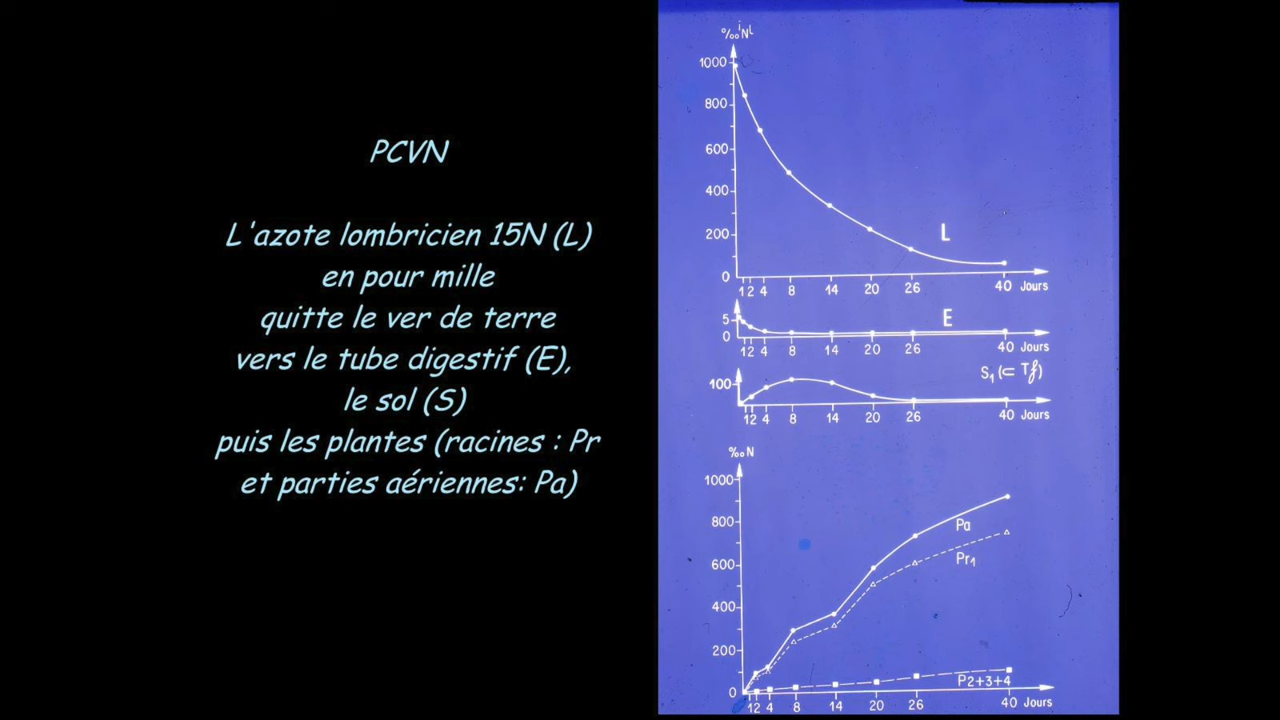 PCVN
L'azote lombricien 15N (L)
en pour mille
quitte le ver de terre
vers le tube digestif (E),
le sol (S)
puis les plantes (racines : Pr
et parties aériennes: Pa)
‰ iNL
1000
800
600
400
200
0
L
1 2 4 8 14 20 26 40 Jours
5
0
E
1 2 4 8 14 20 26 40 Jours
100
S1 (⊂ Tf)
1 2 4 8 14 20 26 40 Jours
‰ N
1000
800
600
400
200
0
Pa
Pr1
P2+3+4
1 2 4 8 14 20 26 40 Jours